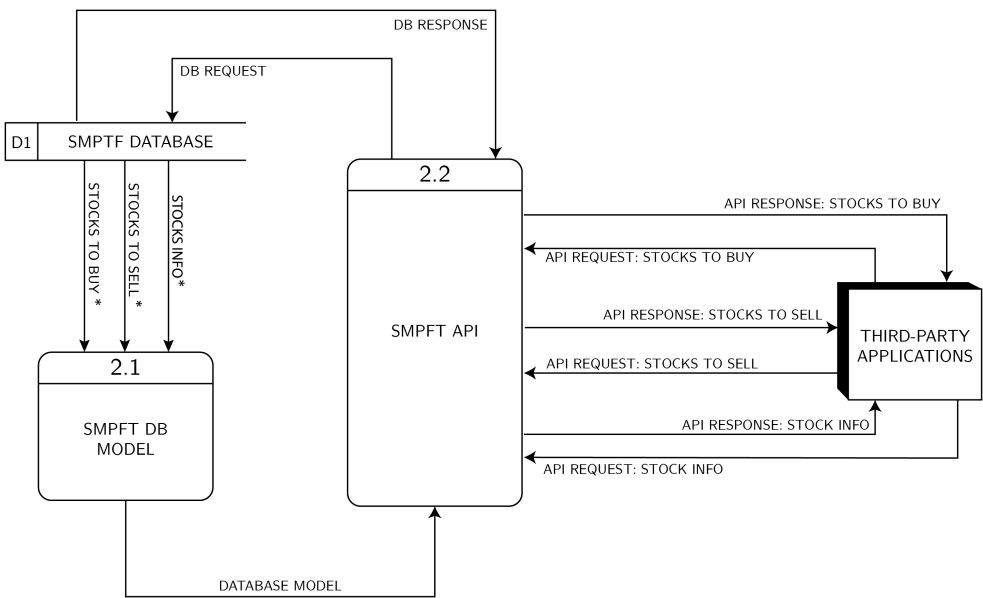 DB RESPONSE
DB REQUEST
D1
SMPTF DATABASE
STOCKS TO BUY *
STOCKS TO SELL *
STOCKS INFO*
2.2
SMPFT API
API RESPONSE: STOCKS TO BUY
API REQUEST: STOCKS TO BUY
API RESPONSE: STOCKS TO SELL
API REQUEST: STOCKS TO SELL
API RESPONSE: STOCK INFO
API REQUEST: STOCK INFO
THIRD-PARTY
APPLICATIONS
2.1
SMPFT DB
MODEL
DATABASE MODEL